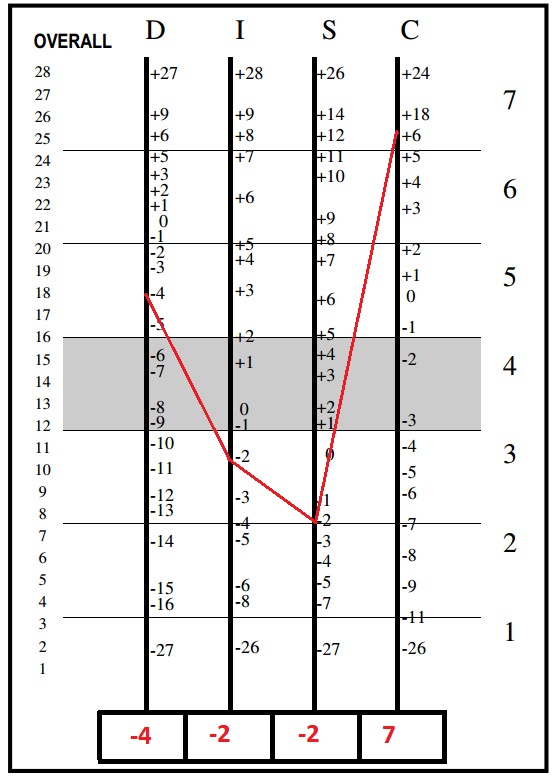 OVERALL D I S C
28 +27 +28 +26 +24
27 7
26 +9 +9 +14 +18
25 +6 +8 +12 +6
24 +5 +7 +11 +5
23 +3 +10 +4 6
+2 +6
22 +1 +3
21 0 +9
-1 +5 +8
20 -2 +4 +7 +2
19 -3 +1 5
18 -4 +3 +6 0
17 -5 -1
16 +2 +5
15 -6 +1 +4 -2 4
14 -7 +3
13 -8 0 +2
12 -9 -1 +1 -3
11 -10 -2 0 -4 3
10 -11 -5
9 -12 -3 -1 -6
8 -13 -4 -2 -7
7 -14 -5 -3 2
6 -4 -8
5 -15 -6 -5 -9
4 -16 -8 -7
3 -11 1
2 -27 -26 -27 -26
1
-4 -2 -2 7